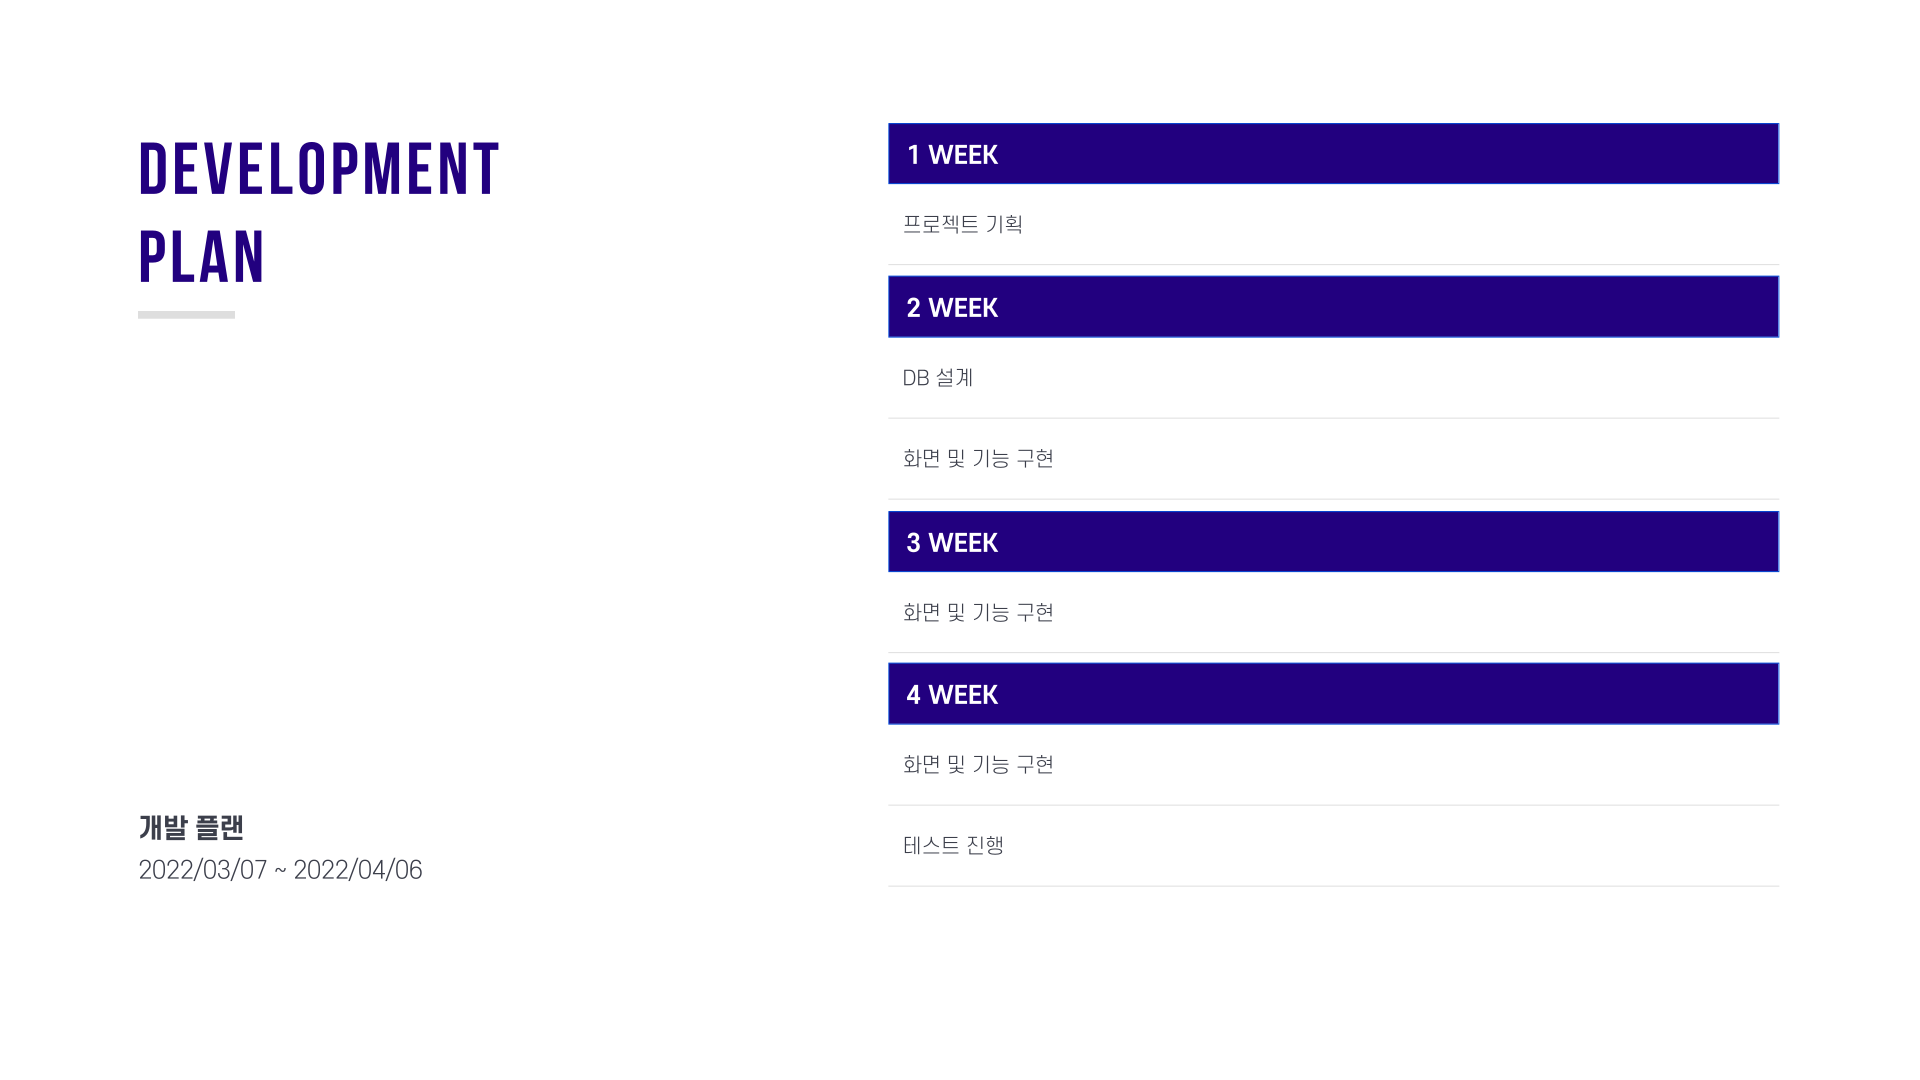 DEVELOPMENT
PLAN
개발 플랜
2022/03/07 ~ 2022/04/06
1 WEEK
프로젝트 기획
2 WEEK
DB 설계
화면 및 기능 구현
3 WEEK
화면 및 기능 구현
4 WEEK
화면 및 기능 구현
테스트 진행